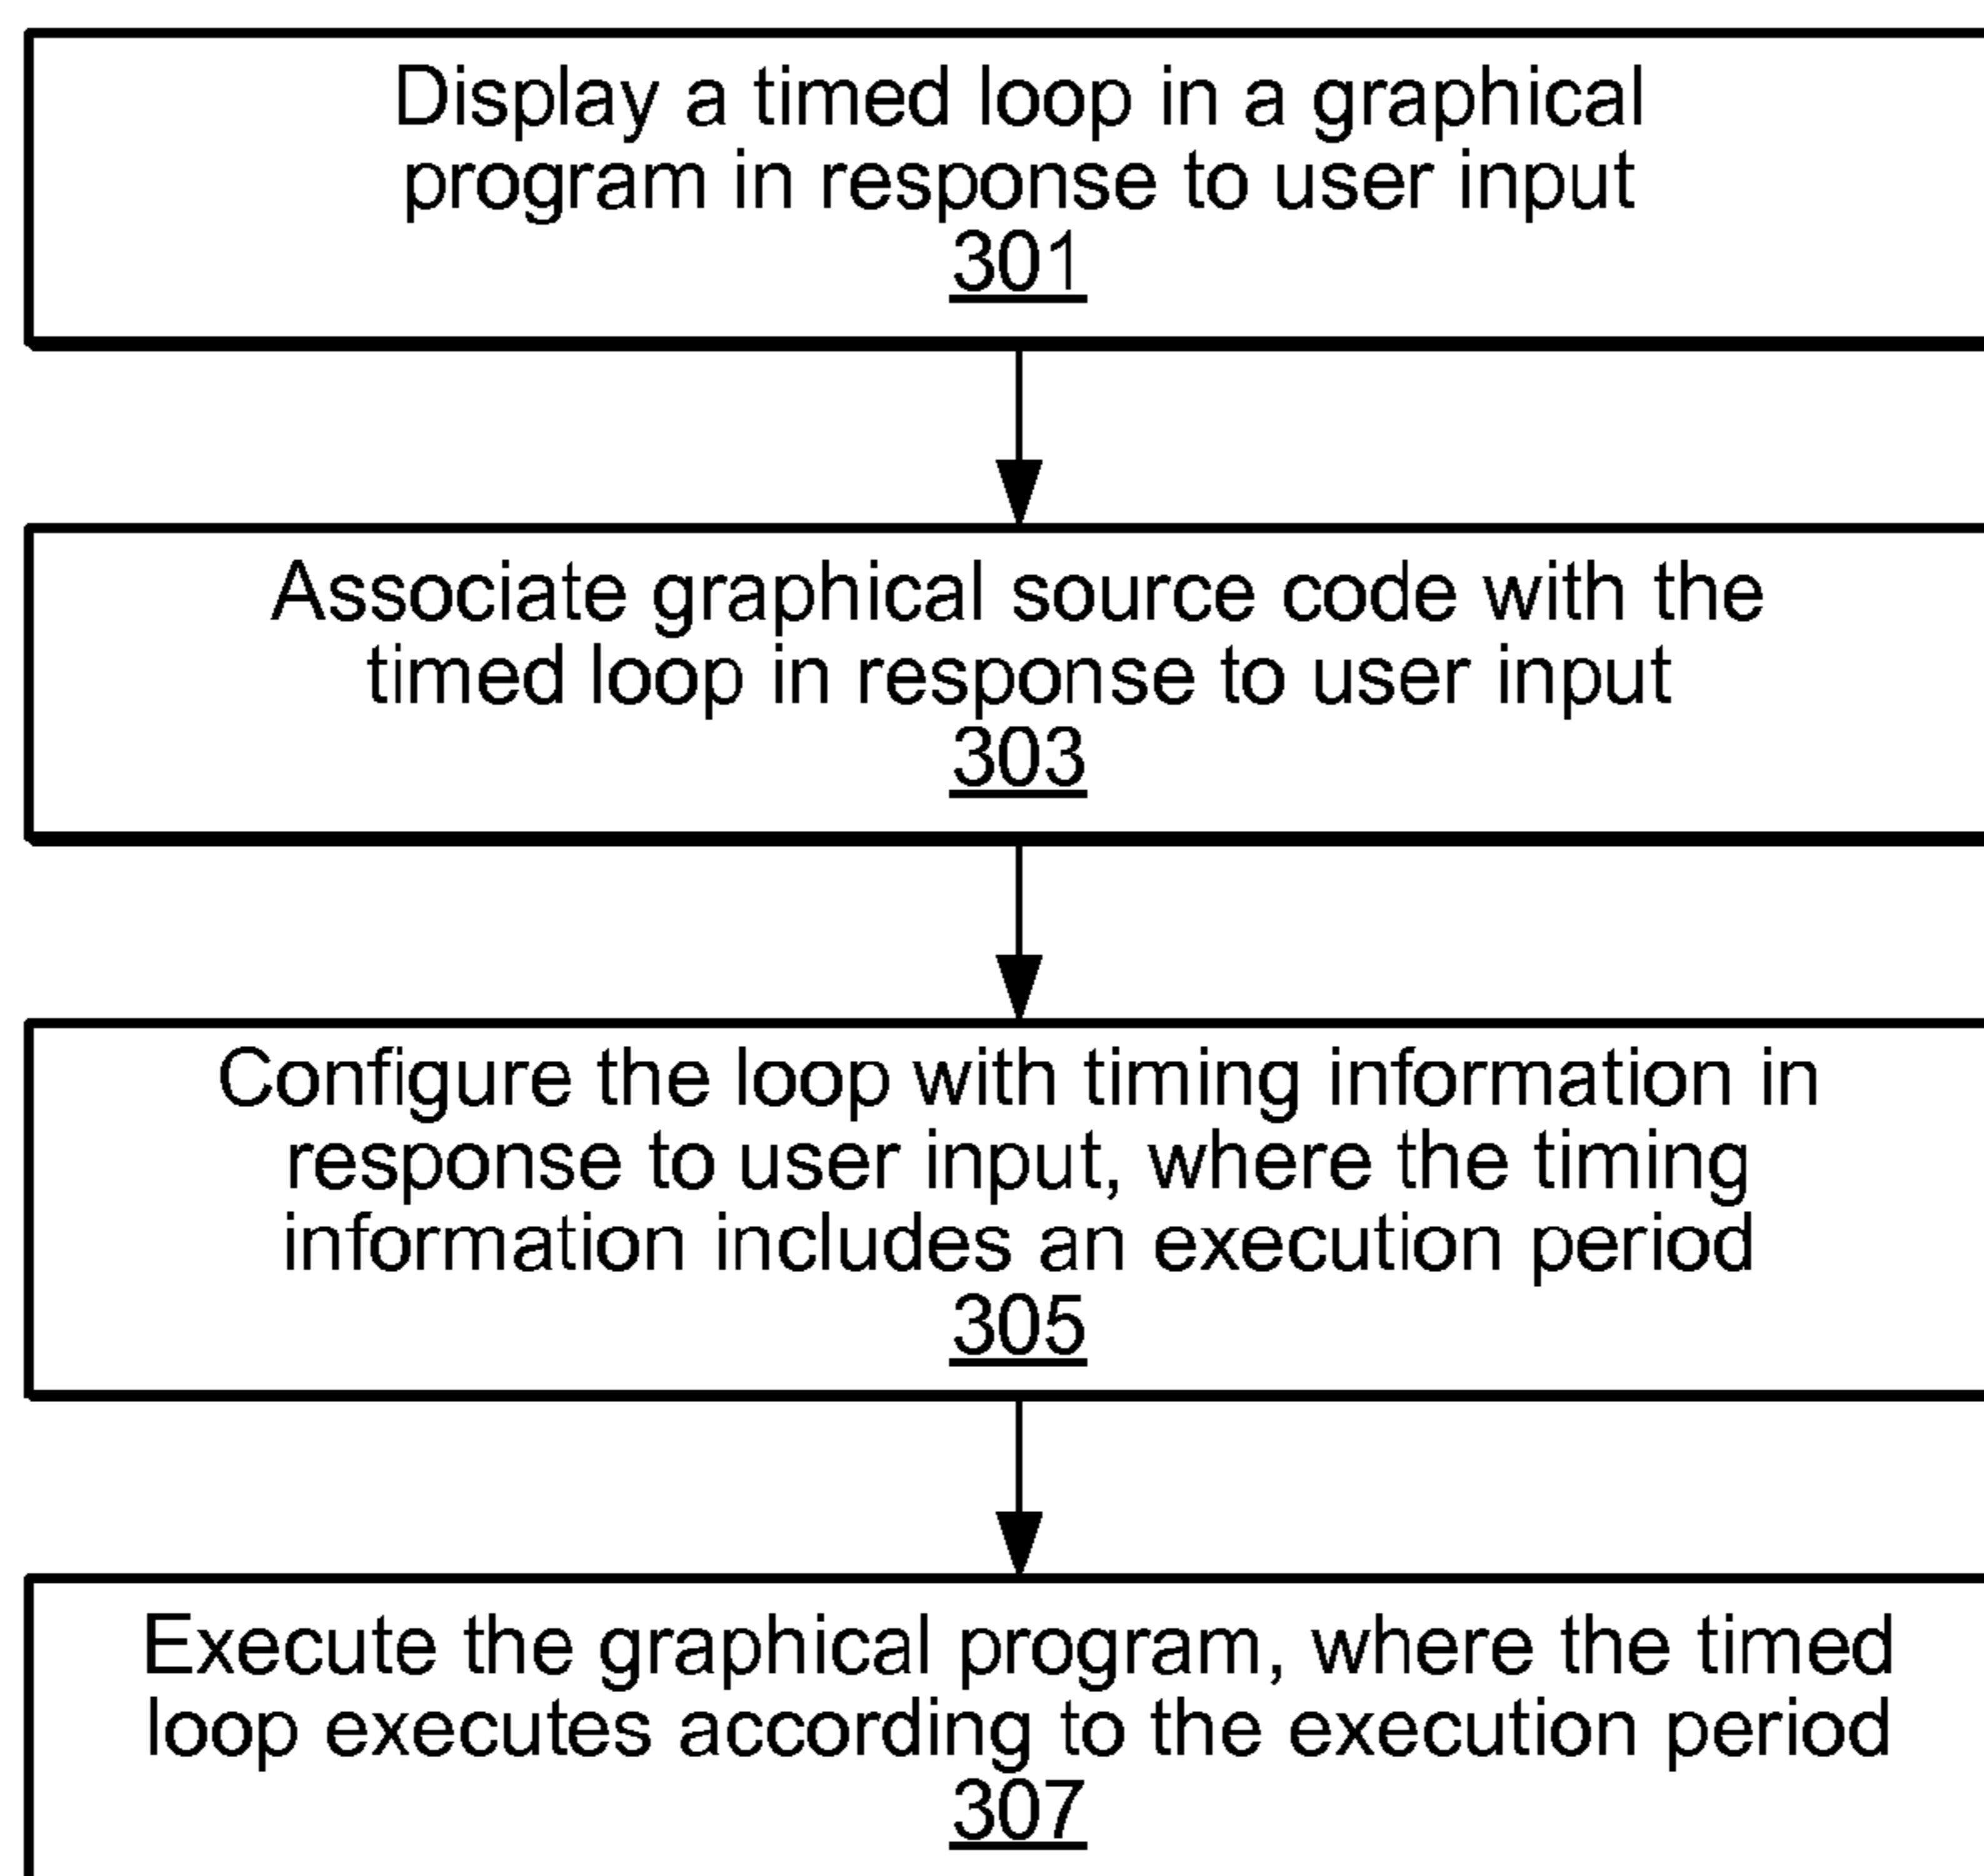 Display a timed loop in a graphical
program in response to user input
301
Associate graphical source code with the
timed loop in response to user input
303
Configure the loop with timing information in
response to user input, where the timing
information includes an execution period
305
Execute the graphical program, where the timed
loop executes according to the execution period
307